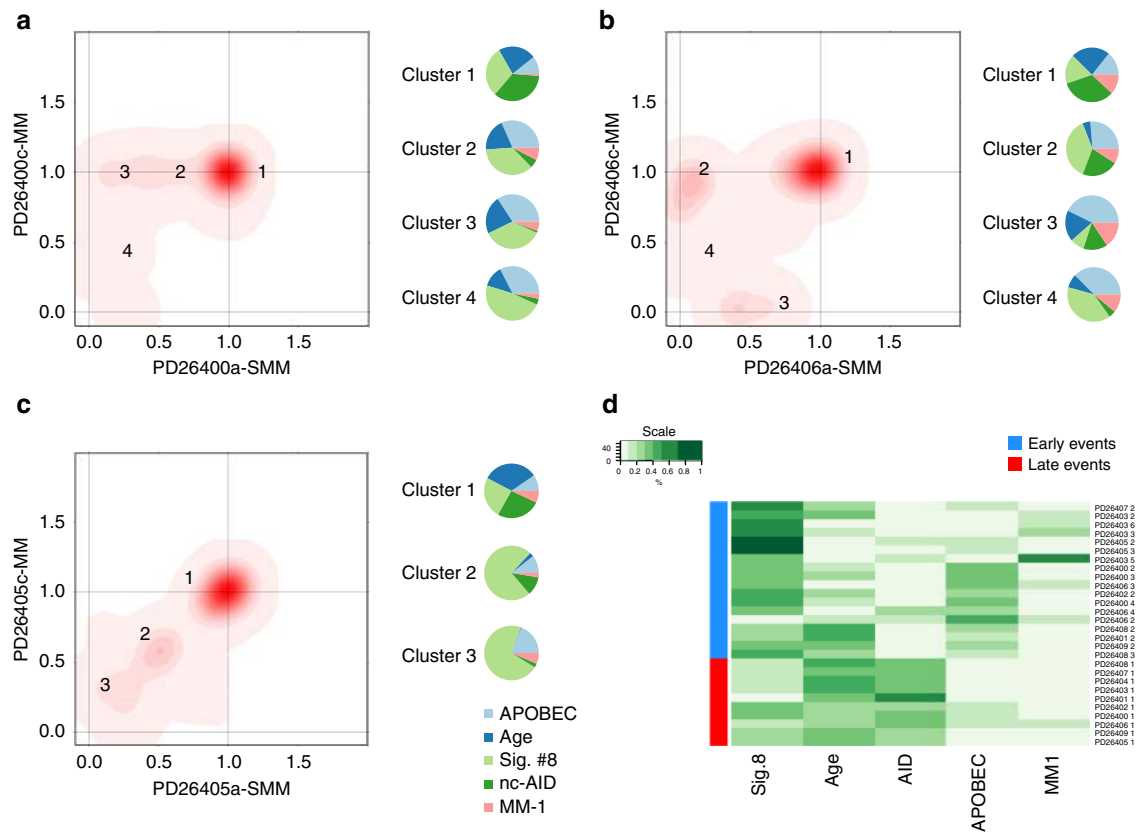 a
PD26400c-MM
1.5
1.0
0.5
0.0
3
2
1
4
0.0
0.5
1.0
1.5
PD26400a-SMM
Cluster 1
Cluster 2
Cluster 3
Cluster 4
b
PD26406c-MM
1.5
1.0
0.5
0.0
1
2
4
3
0.0
0.5
1.0
1.5
PD26406a-SMM
Cluster 1
Cluster 2
Cluster 3
Cluster 4
c
PD26405c-MM
1.5
1.0
0.5
0.0
1
2
3
0.0
0.5
1.0
1.5
PD26405a-SMM
Cluster 1
Cluster 2
Cluster 3
APOBEC
Age
Sig. #8
nc-AID
MM-1
d
Scale
40
0
0 0.2 0.4 0.6 0.8 1
%
Early events
Late events
PD26407 2
PD26403 2
PD26403 6
PD26403 3
PD26405 2
PD26405 3
PD26403 5
PD26400 2
PD26400 3
PD26406 3
PD26402 2
PD26400 4
PD26406 4
PD26406 2
PD26408 2
PD26401 2
PD26409 2
PD26408 3
PD26408 1
PD26407 1
PD26404 1
PD26403 1
PD26401 1
PD26402 1
PD26400 1
PD26406 1
PD26409 1
PD26405 1
Sig.8
Age
AID
APOBEC
MM1